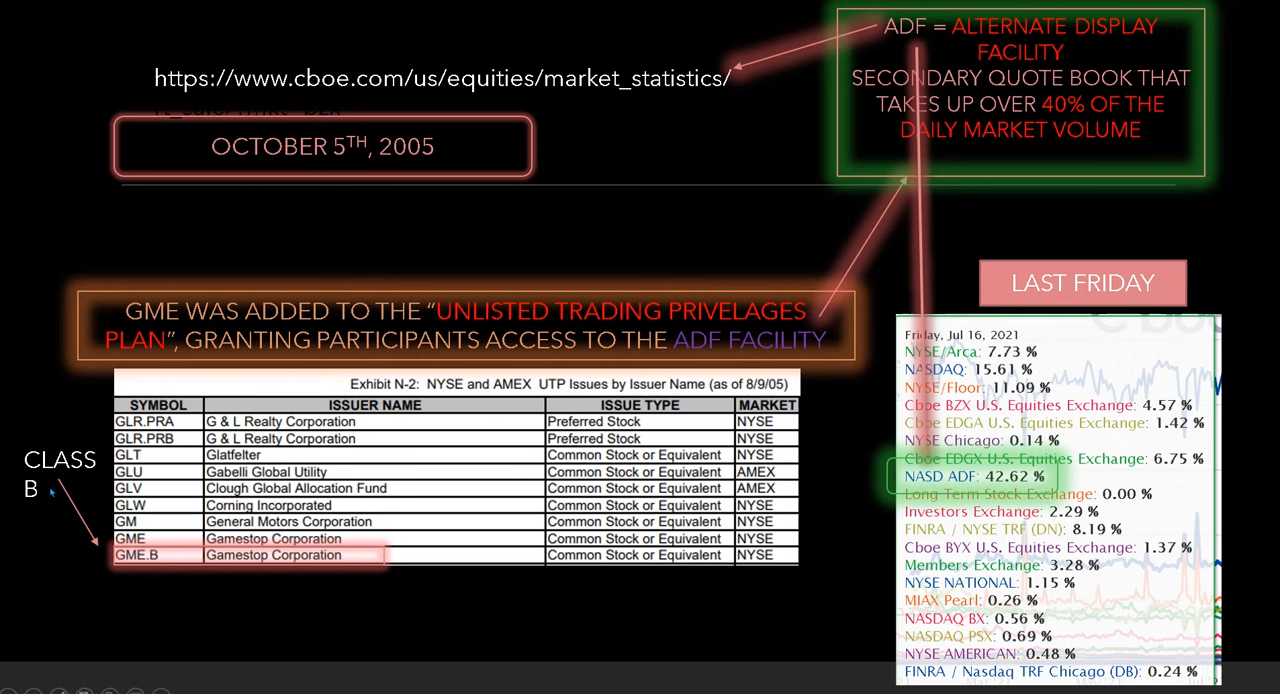 ADF = ALTERNATE DISPLAY
FACILITY
SECONDARY QUOTE BOOK THAT
TAKES UP OVER 40% OF THE
DAILY MARKET VOLUME
https://www.cboe.com/us/equities/market_statistics/
OCTOBER 5TH, 2005
GME WAS ADDED TO THE “UNLISTED TRADING PRIVELAGES
PLAN”, GRANTING PARTICIPANTS ACCESS TO THE ADF FACILITY
Exhibit N-2: NYSE and AMEX UTP Issues by Issuer Name (as of 8/9/05)
SYMBOL ISSUER NAME ISSUE TYPE MARKET
GLR.PRA G & L Realty Corporation Preferred Stock NYSE
GLR.PRB G & L Realty Corporation Preferred Stock NYSE
GLT Glatfelter Common Stock or Equivalent NYSE
GLU Gabelli Global Utility Common Stock or Equivalent AMEX
GLV Clough Global Allocation Fund Common Stock or Equivalent AMEX
GLW Corning Incorporated Common Stock or Equivalent NYSE
GM General Motors Corporation Common Stock or Equivalent NYSE
GME Gamestop Corporation Common Stock or Equivalent NYSE
GME.B Gamestop Corporation Common Stock or Equivalent NYSE
CLASS
B
LAST FRIDAY
Friday, Jul 16, 2021
NYSE/Arca: 7.73 %
NASDAQ: 15.61 %
NYSE/Floor: 11.09 %
Cboe BZX U.S. Equities Exchange: 4.57 %
Cboe EDGA U.S. Equities Exchange: 1.42 %
NYSE Chicago: 0.14 %
Cboe EDGX U.S. Equities Exchange: 6.75 %
NASD ADF: 42.62 %
Long Term Stock Exchange: 0.00 %
Investors Exchange: 2.29 %
FINRA / NYSE TRF (DN): 8.19 %
Cboe BYX U.S. Equities Exchange: 1.37 %
Members Exchange: 3.28 %
NYSE NATIONAL: 1.15 %
MIAX Pearl: 0.26 %
NASDAQ BX: 0.56 %
NASDAQ PSX: 0.69 %
NYSE AMERICAN: 0.48 %
FINRA / Nasdaq TRF Chicago (DB): 0.24 %